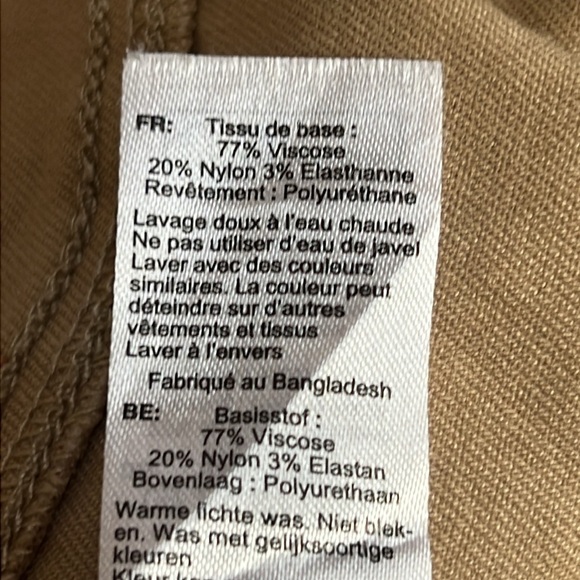 FR: Tissu de base :
77% Viscose
20% Nylon 3% Elasthanne
Revêtement : Polyuréthane
Lavage doux à l'eau chaude
Ne pas utiliser d'eau de javel
Laver avec des couleurs
similaires. La couleur peut
déteindre sur d'autres
vêtements et tissus
Laver à l'envers
Fabriqué au Bangladesh
BE: Basisstof :
77% Viscose
20% Nylon 3% Elastan
Bovenlaag : Polyurethaan
Warme lichte was. Niet blek-
en. Was met gelijksoortige
kleuren